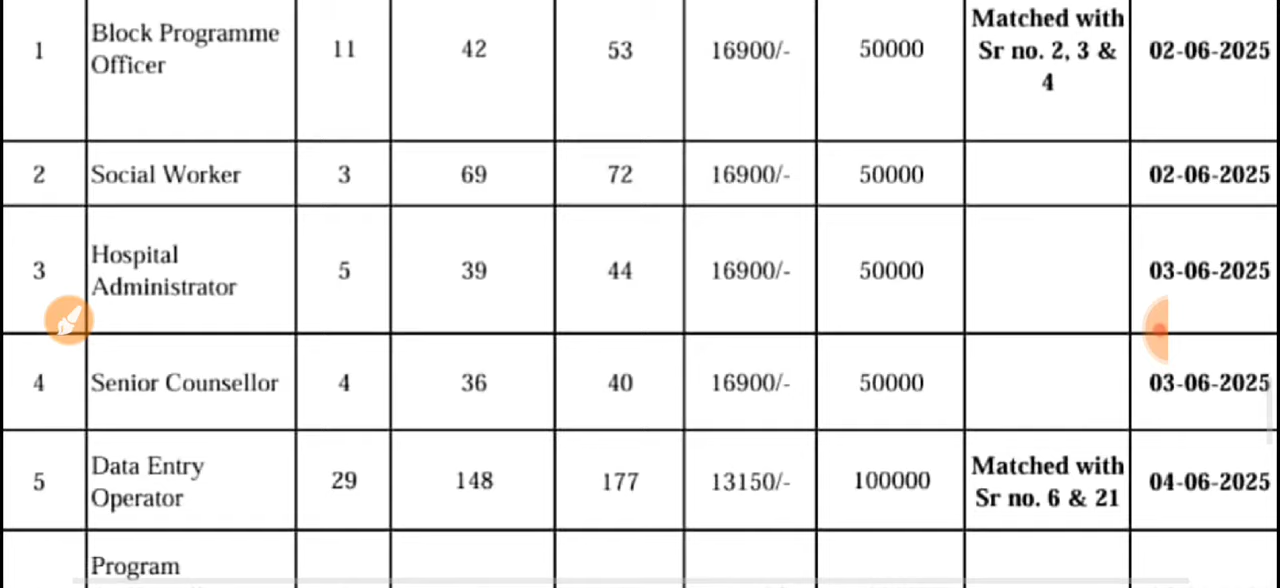 1 Block Programme Officer 11 42 53 16900/- 50000 Matched with Sr no. 2, 3 & 4 02-06-2025
2 Social Worker 3 69 72 16900/- 50000 02-06-2025
3 Hospital Administrator 5 39 44 16900/- 50000 03-06-2025
4 Senior Counsellor 4 36 40 16900/- 50000 03-06-2025
5 Data Entry Operator 29 148 177 13150/- 100000 Matched with Sr no. 6 & 21 04-06-2025
Program